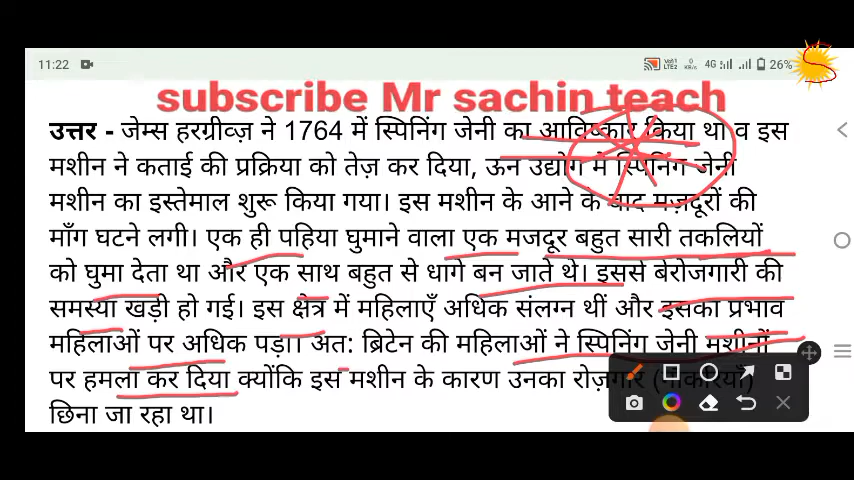 11:22
4G 26%
subscribe Mr sachin teach
उत्तर - जेम्स हरग्रीव्ज़ ने 1764 में स्पिनिंग जेनी का आविष्कार किया था व इस
मशीन ने कताई की प्रक्रिया को तेज़ कर दिया, ऊन उद्योग में स्पिनिंग जेनी
मशीन का इस्तेमाल शुरू किया गया। इस मशीन के आने के बाद मज़दूरों की
माँग घटने लगी। एक ही पहिया घुमाने वाला एक मजदूर बहुत सारी तकलियों
को घुमा देता था और एक साथ बहुत से धागे बन जाते थे। इससे बेरोजगारी की
समस्या खड़ी हो गई। इस क्षेत्र में महिलाएँ अधिक संलग्न थीं और इसका प्रभाव
महिलाओं पर अधिक पड़ा। अत: ब्रिटेन की महिलाओं ने स्पिनिंग जेनी मशीनों
पर हमला कर दिया क्योंकि इस मशीन के कारण उनका रोज़गार (नौकरियाँ)
छिना जा रहा था।